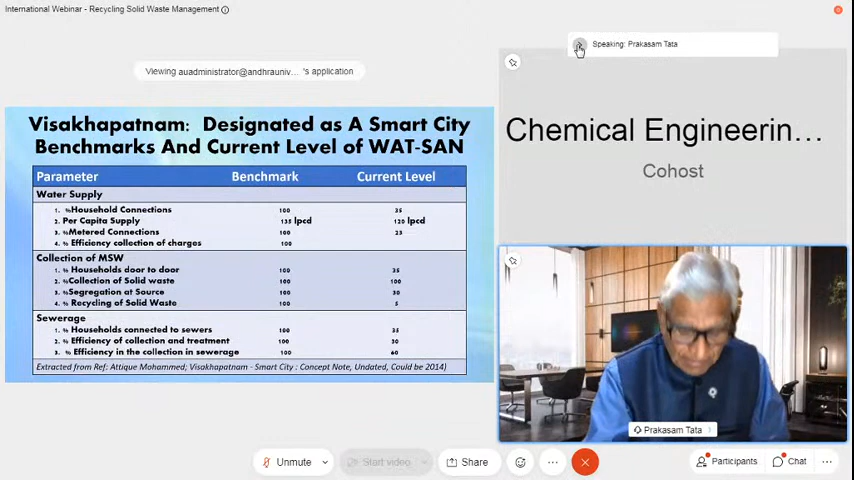 International Webinar - Recycling Solid Waste Management
Speaking: Prakasam Tata
Viewing auadministrator@andhrauniv... 's application
Visakhapatnam: Designated as A Smart City
Benchmarks And Current Level of WAT-SAN
Parameter Benchmark Current Level
Water Supply
1. %Household Connections 100 35
2. Per Capita Supply 135 lpcd 120 lpcd
3. %Metered Connections 100 23
4. % Efficiency collection of charges 100
Collection of MSW
1. % Households door to door 100 35
2. %Collection of Solid waste 100 100
3. %Segregation at Source 100 30
4. % Recycling of Solid Waste 100 5
Sewerage
1. % Households connected to sewers 100 35
2. % Efficiency of collection and treatment 100 30
3. % Efficiency in the collection in sewerage 100 60
Extracted from Ref: Attique Mohammed; Visakhapatnam - Smart City : Concept Note, Undated, Could be 2014)
Chemical Engineerin...
Cohost
Prakasam Tata
Unmute
Start video
Share
Participants
Chat